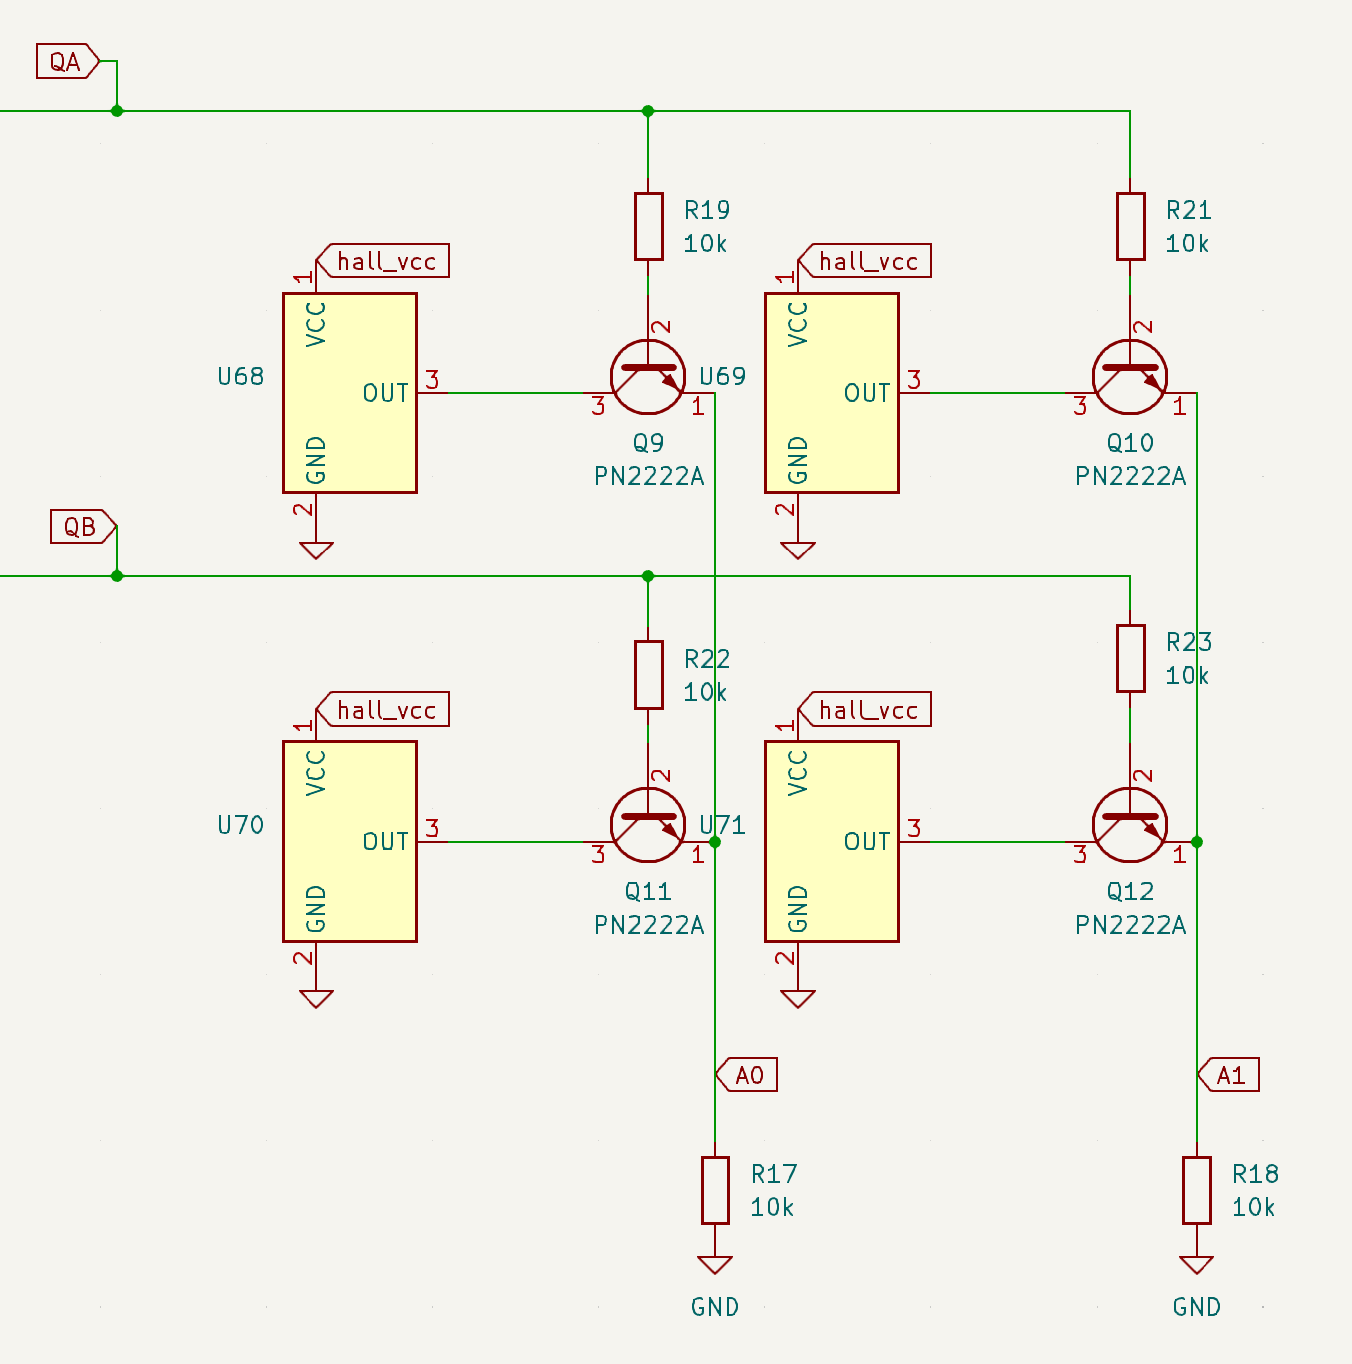 QA
R19
10k
R21
10k
hall_vcc
hall_vcc
1
1
VCC
VCC
2
2
U68
OUT
3
3
1
U69
OUT
3
3
1
GND
GND
Q9
PN2222A
Q10
PN2222A
2
2
QB
R22
10k
R23
10k
hall_vcc
hall_vcc
1
1
VCC
VCC
2
2
U70
OUT
3
3
1
U71
OUT
3
3
1
GND
GND
Q11
PN2222A
Q12
PN2222A
2
2
A0
A1
R17
10k
R18
10k
GND
GND